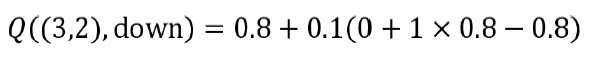 Q((3,2), down) = 0.8 + 0.1(0 + 1 × 0.8 − 0.8)